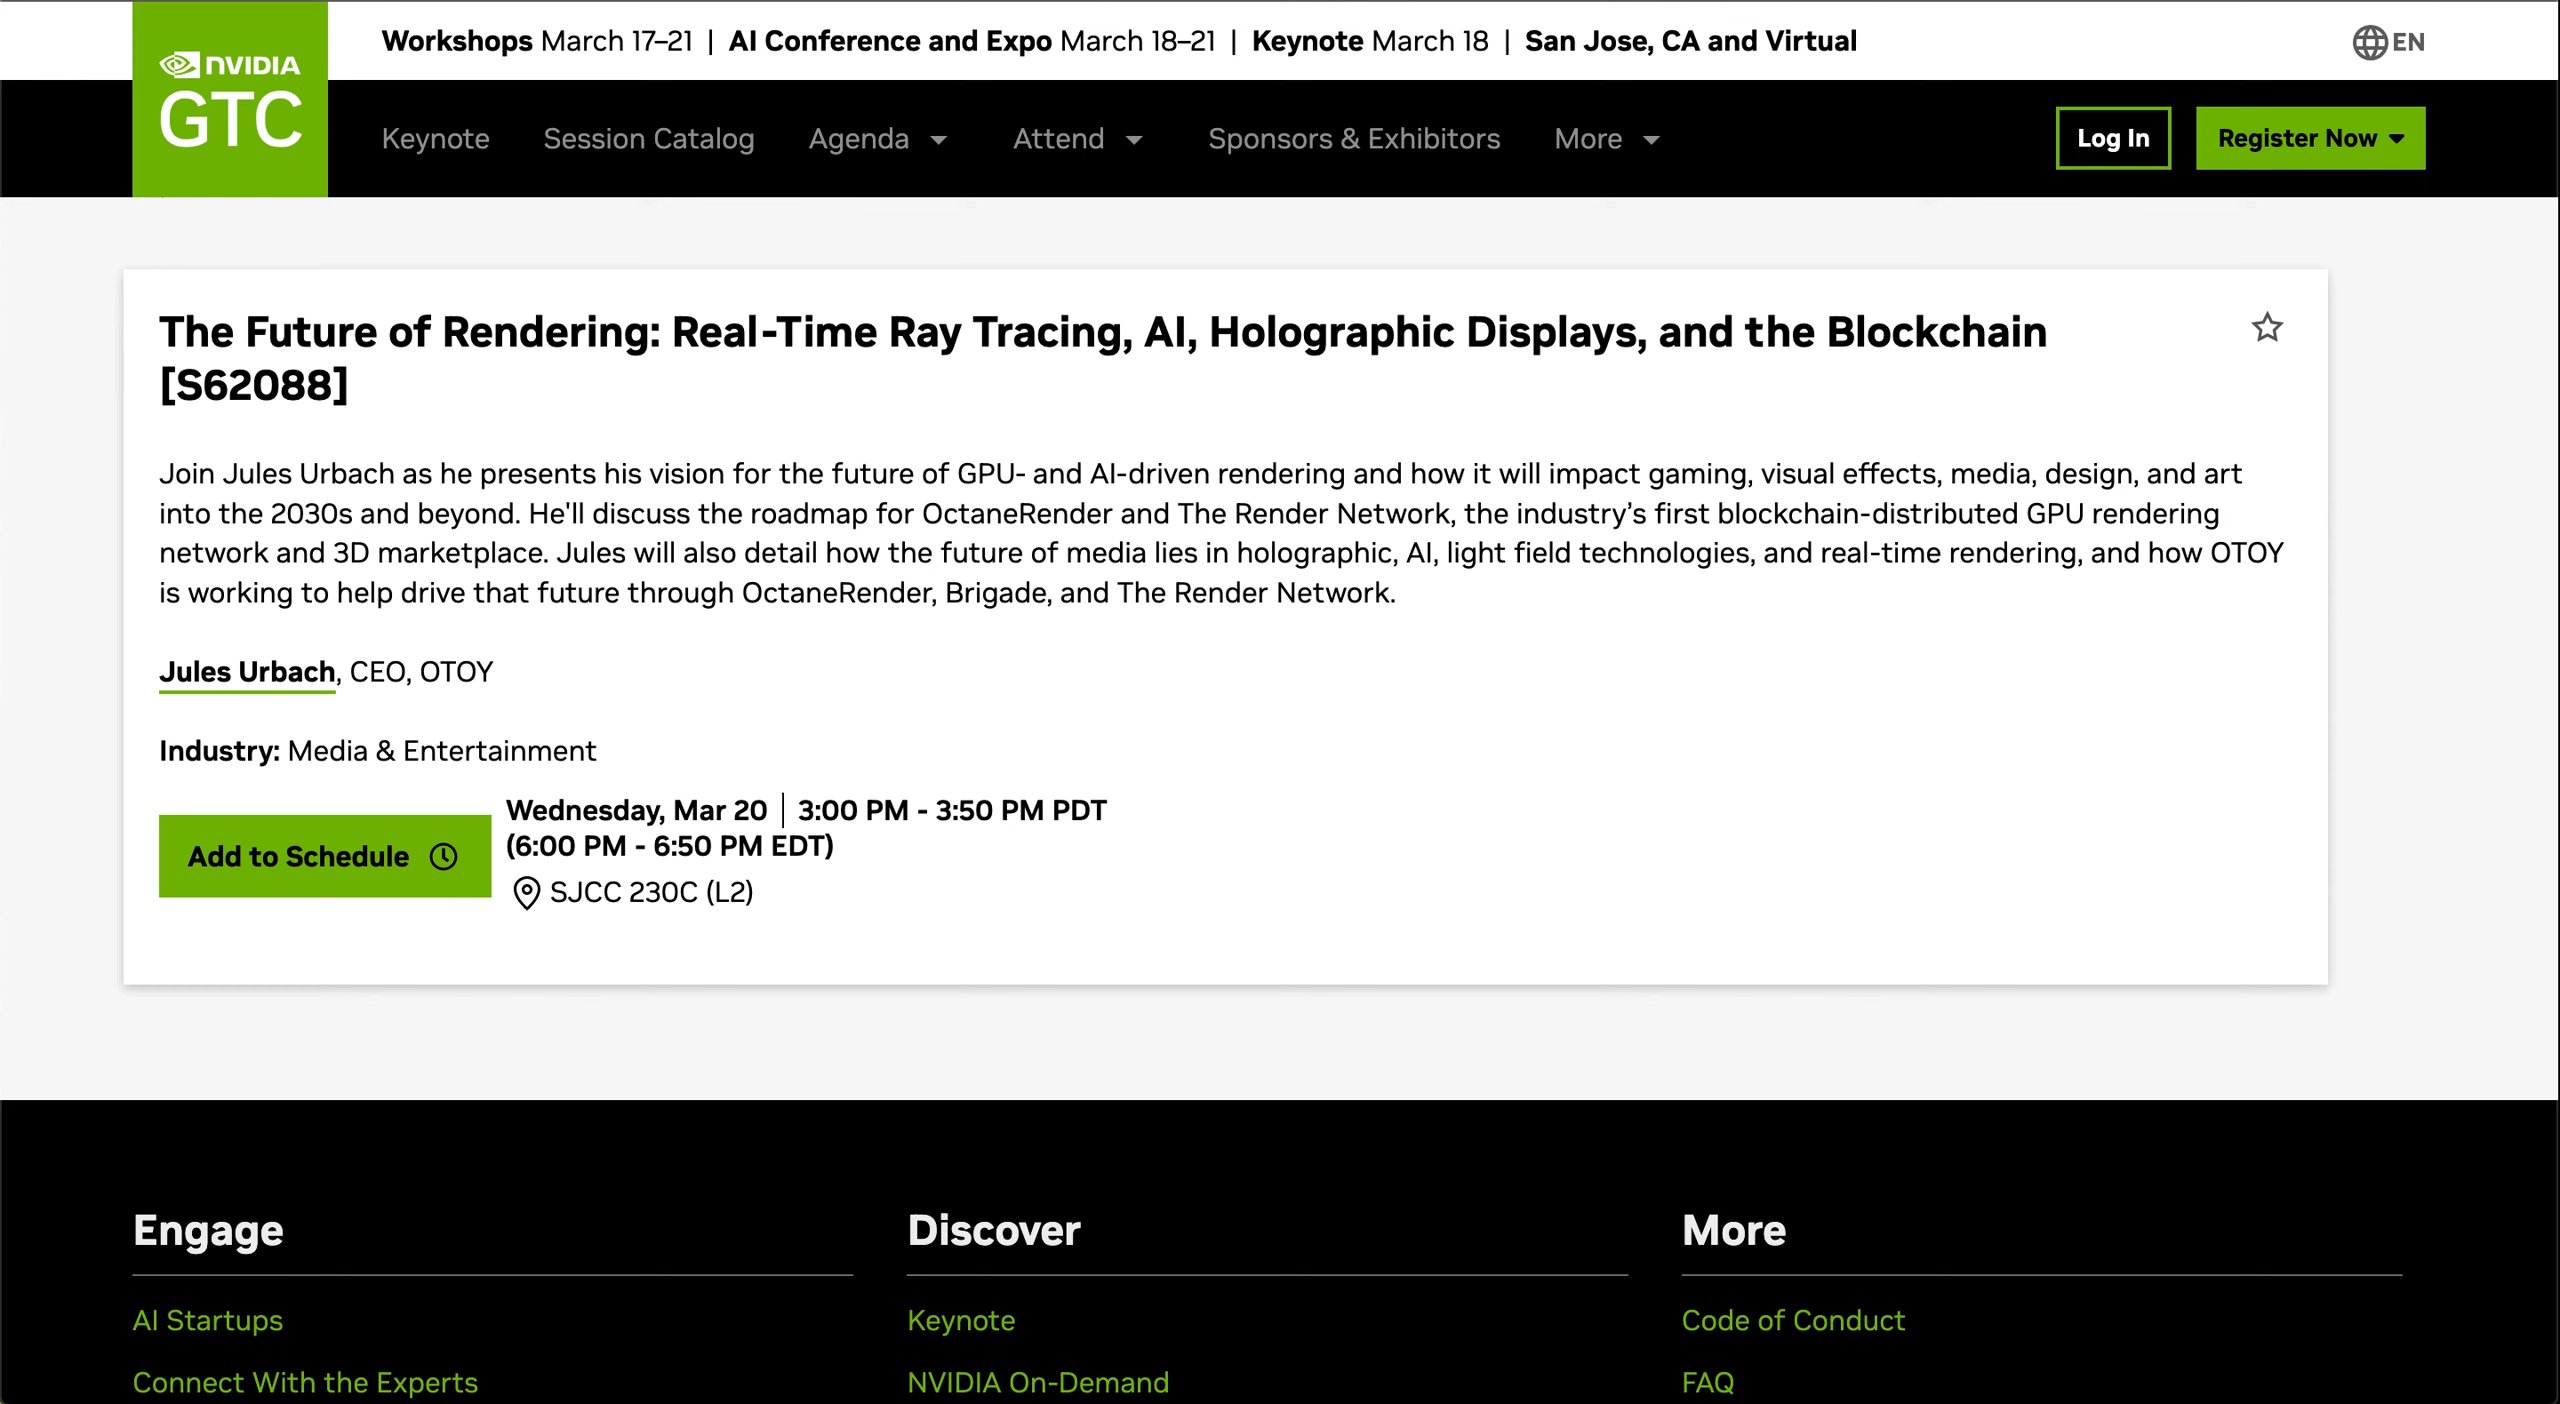 Workshops March 17–21 | AI Conference and Expo March 18–21 | Keynote March 18 | San Jose, CA and Virtual
EN
NVIDIA
GTC
Keynote Session Catalog Agenda Attend Sponsors & Exhibitors More
Log In
Register Now
The Future of Rendering: Real-Time Ray Tracing, AI, Holographic Displays, and the Blockchain
[S62088]
Join Jules Urbach as he presents his vision for the future of GPU- and AI-driven rendering and how it will impact gaming, visual effects, media, design, and art
into the 2030s and beyond. He'll discuss the roadmap for OctaneRender and The Render Network, the industry’s first blockchain-distributed GPU rendering
network and 3D marketplace. Jules will also detail how the future of media lies in holographic, AI, light field technologies, and real-time rendering, and how OTOY
is working to help drive that future through OctaneRender, Brigade, and The Render Network.
Jules Urbach, CEO, OTOY
Industry: Media & Entertainment
Add to Schedule
Wednesday, Mar 20 | 3:00 PM - 3:50 PM PDT
(6:00 PM - 6:50 PM EDT)
SJCC 230C (L2)
Engage
AI Startups
Connect With the Experts
Discover
Keynote
NVIDIA On-Demand
More
Code of Conduct
FAQ